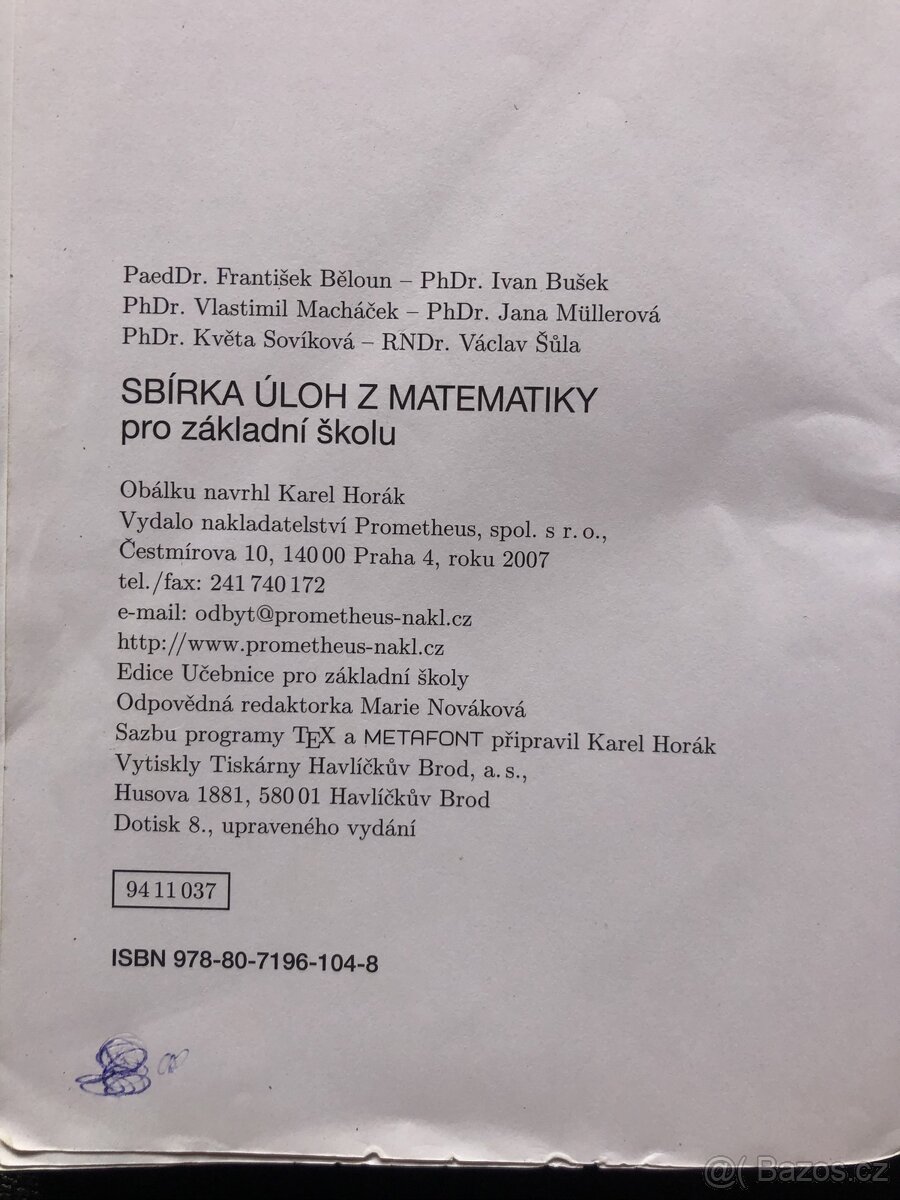 PaedDr. František Běloun – PhDr. Ivan Bušek
PhDr. Vlastimil Macháček – PhDr. Jana Müllerová
PhDr. Květa Sovíková – RNDr. Václav Šůla
SBÍRKA ÚLOH Z MATEMATIKY
pro základní školu
Obálku navrhl Karel Horák
Vydalo nakladatelství Prometheus, spol. s r. o.,
Čestmírova 10, 140 00 Praha 4, roku 2007
tel./fax: 241 740 172
e-mail: odbyt@prometheus-nakl.cz
http://www.prometheus-nakl.cz
Edice Učebnice pro základní školy
Odpovědná redaktorka Marie Nováková
Sazbu programy TEX a METAFONT připravil Karel Horák
Vytiskly Tiskárny Havlíčkův Brod, a. s.,
Husova 1881, 580 01 Havlíčkův Brod
Dotisk 8., upraveného vydání
94 11 037
ISBN 978-80-7196-104-8
@( Bazos.cz